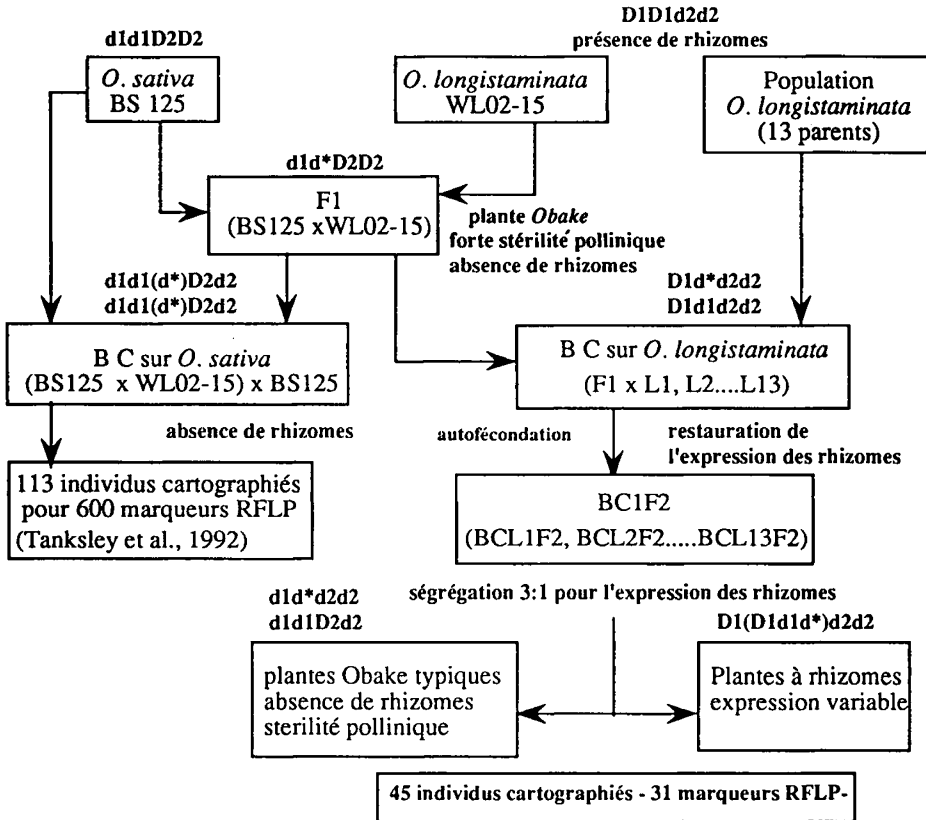 D1D1d2d2
présence de rhizomes
d1d1D2D2
O. sativa
BS 125
O. longistaminata
WL02-15
Population
O. longistaminata
(13 parents)
d1d*D2D2
F1
(BS125 xWL02-15)
plante Obake
forte stérilité pollinique
absence de rhizomes
d1d1(d*)D2d2
d1d1(d*)D2d2
D1d*d2d2
D1d1d2d2
B C sur O. sativa
(BS125 x WL02-15) x BS125
B C sur O. longistaminata
(F1 x L1, L2....L13)
absence de rhizomes
autofécondation
restauration de
l'expression des rhizomes
113 individus cartographiés
pour 600 marqueurs RFLP
(Tanksley et al., 1992)
BC1F2
(BCL1F2, BCL2F2.....BCL13F2)
ségrégation 3:1 pour l'expression des rhizomes
d1d*d2d2
d1d1D2d2
D1(D1d1d*)d2d2
plantes Obake typiques
absence de rhizomes
sterilité pollinique
Plantes à rhizomes
expression variable
45 individus cartographiés - 31 marqueurs RFLP-